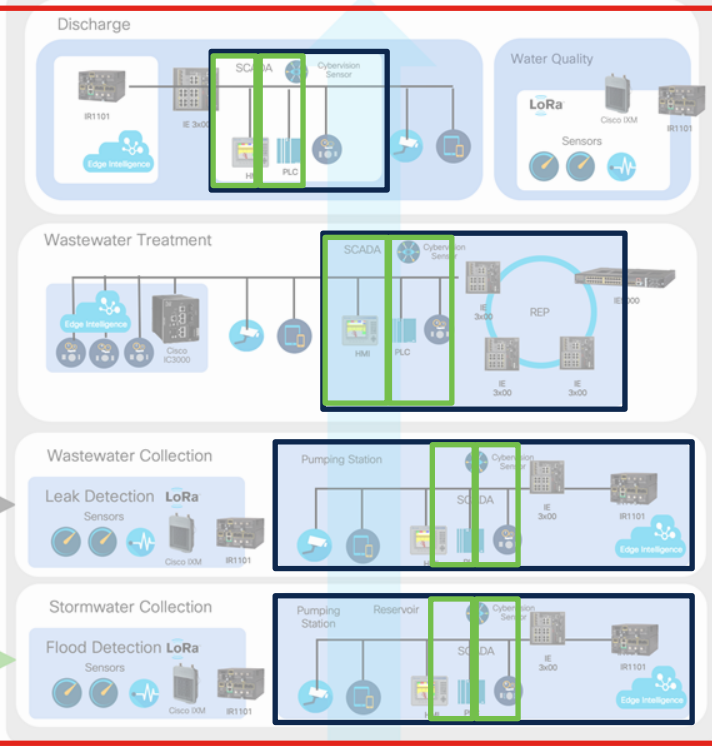 Discharge
SCADA
Cybervision
Sensor
IR1101
IE 3x00
Edge Intelligence
PLC
Water Quality
LoRa
Cisco IXM
IR1101
Sensors
Wastewater Treatment
SCADA
Cybervision
Sensor
Edge Intelligence
Cisco
IC3000
HMI
PLC
IE
3x00
REP
IE
3x00
IE
3x00
Wastewater Collection
Leak Detection LoRa
Sensors
Cisco IXM
IR1101
Pumping Station
Cybervision
Sensor
SCADA
IE
3x00
IR1101
Edge Intelligence
Stormwater Collection
Flood Detection LoRa
Sensors
Cisco IXM
IR1101
Pumping
Station
Reservoir
Cybervision
Sensor
SCADA
IE
3x00
IR1101
Edge Intelligence